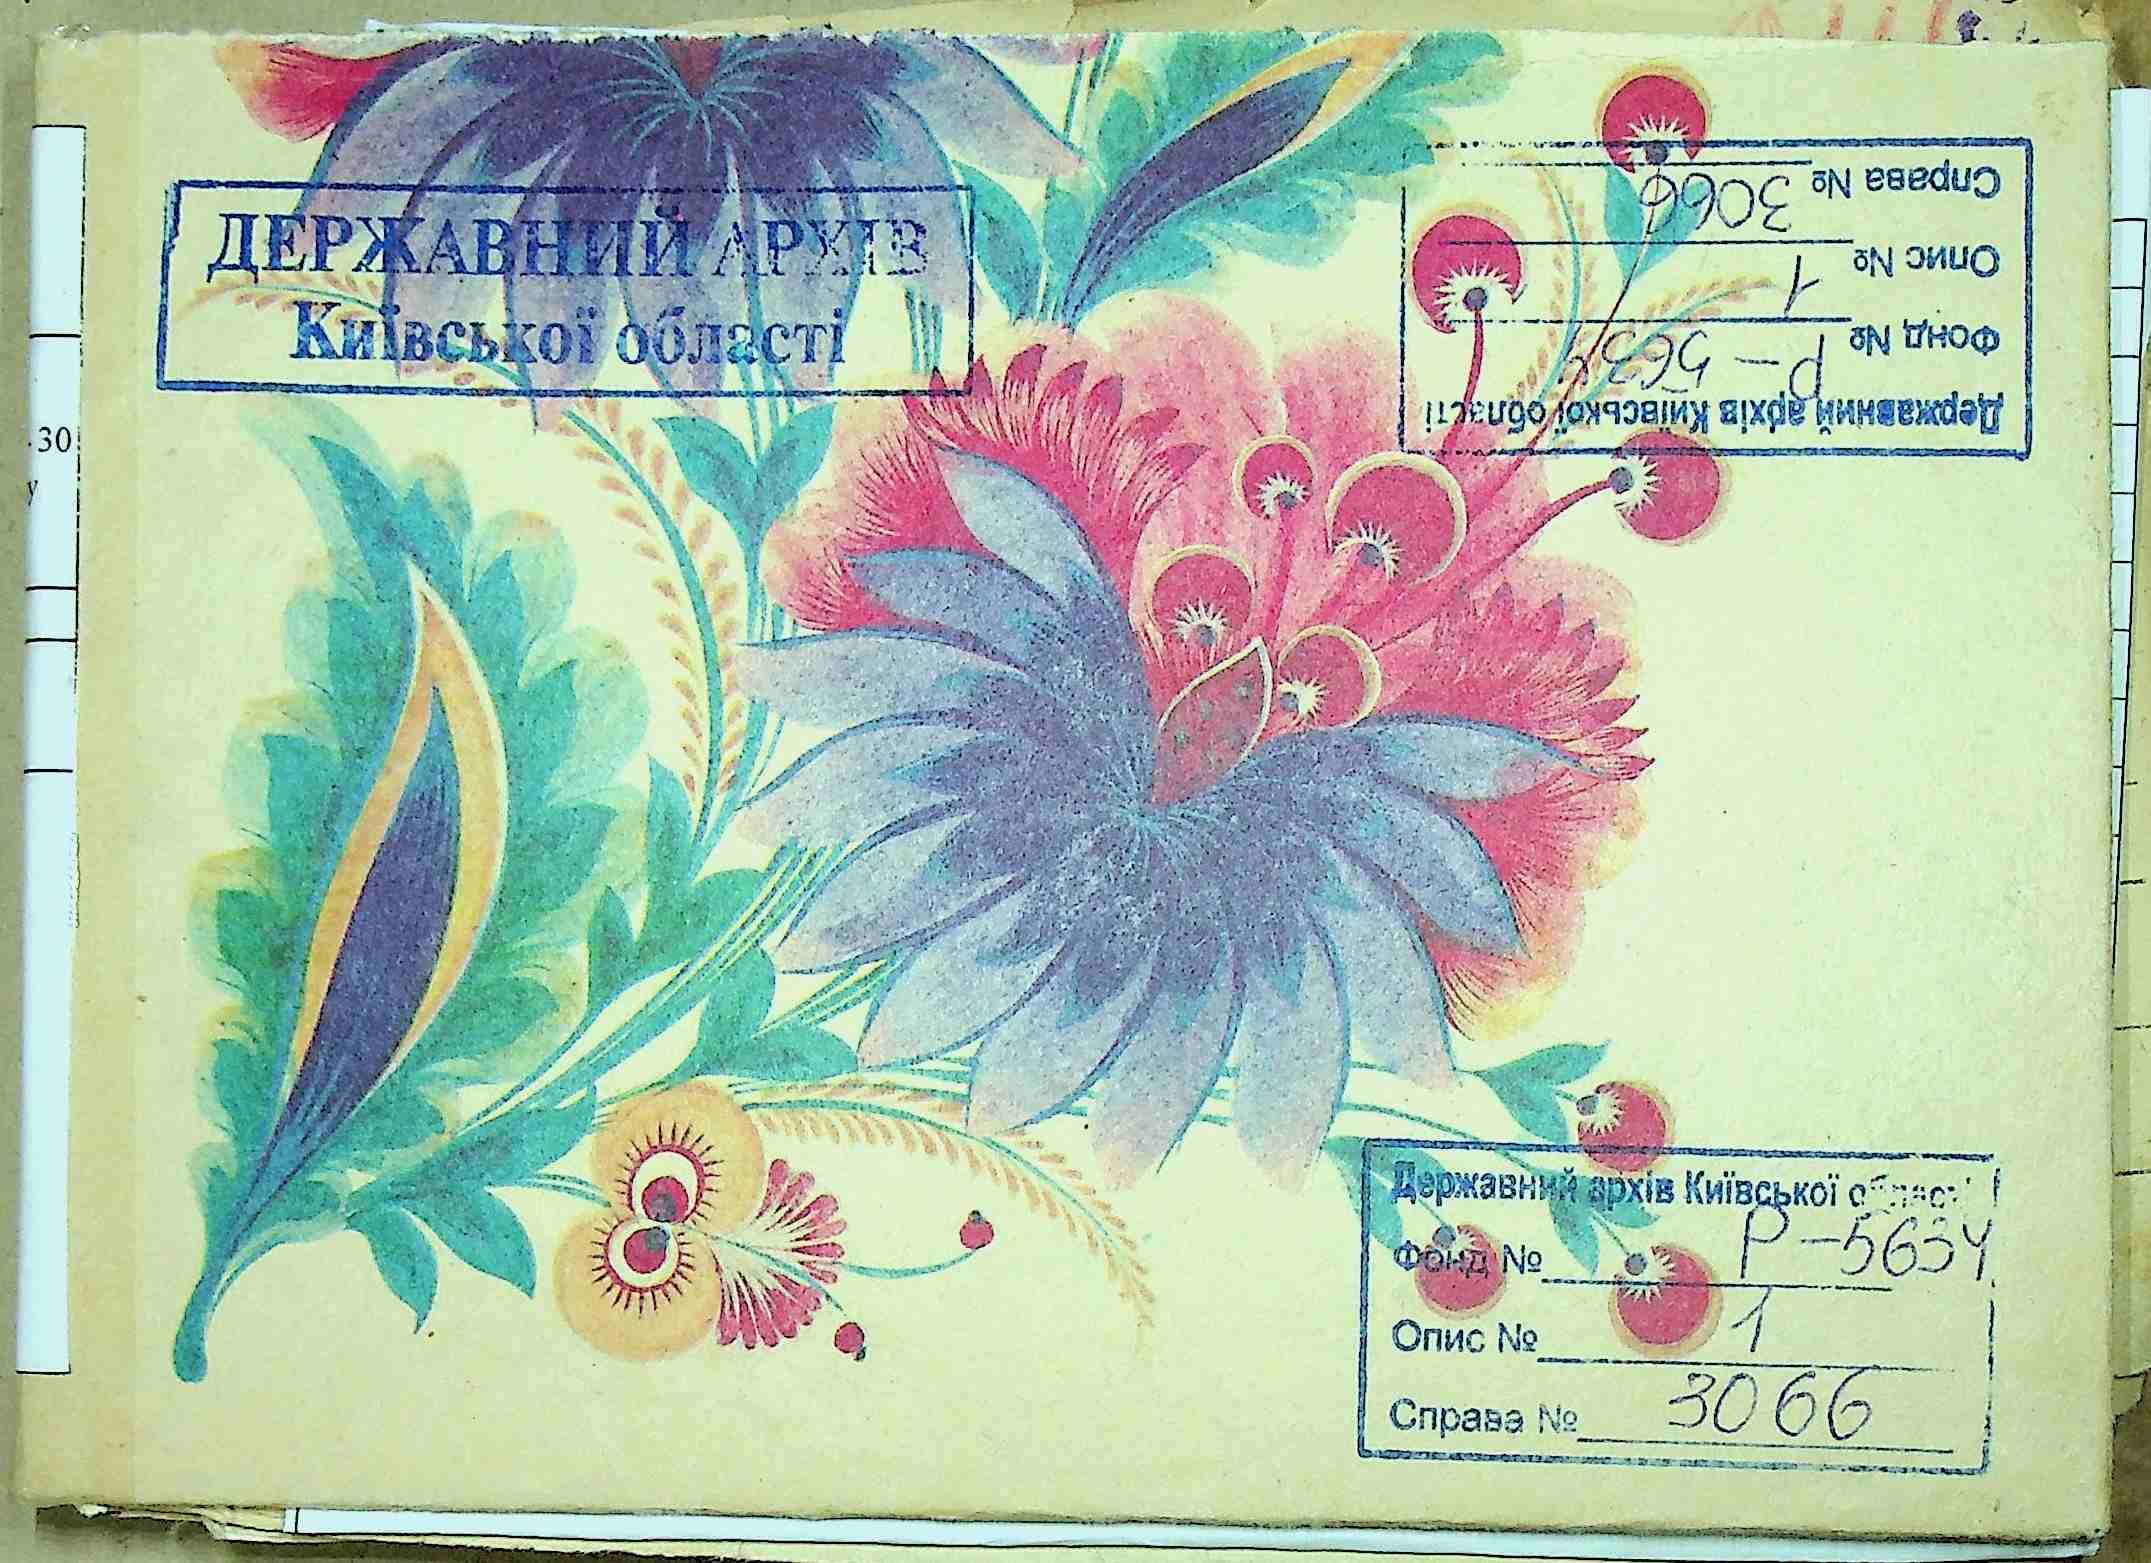 ДЕРЖАВНИЙ АРХІВ
Київської області
Державний архів Київської області
Фонд № Р-5634
Опис № 1
Справа № 3066
Державний архів Київської області
Фонд № Р-5634
Опис № 1
Справа № 3066
30
у